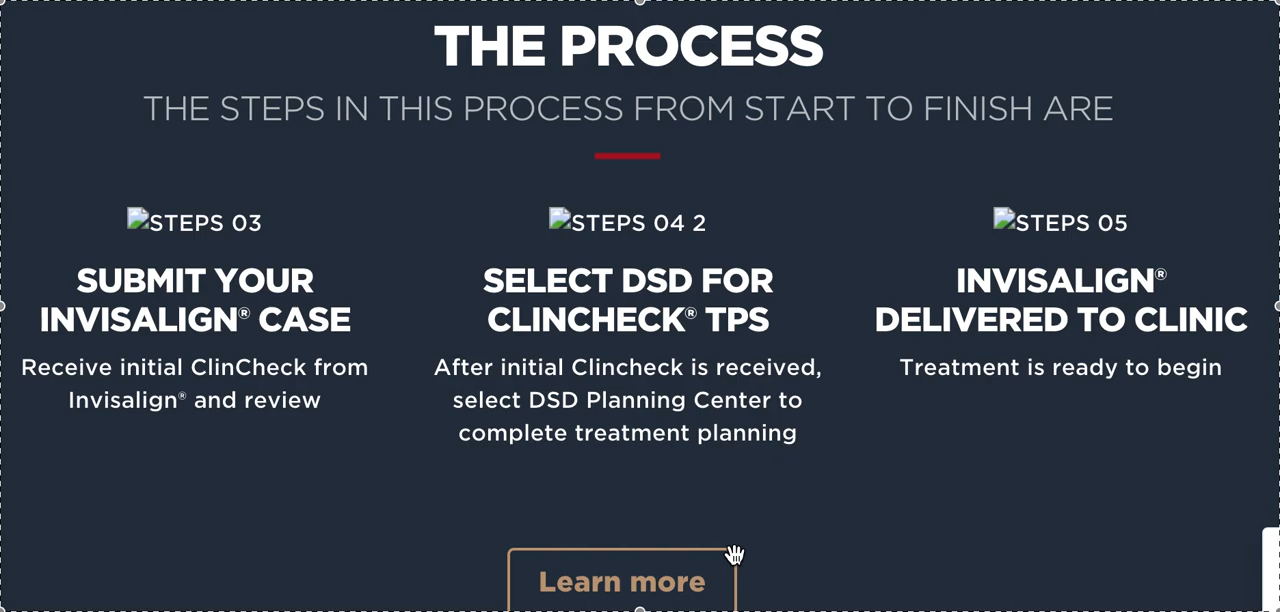 THE PROCESS
THE STEPS IN THIS PROCESS FROM START TO FINISH ARE
STEPS 03
SUBMIT YOUR
INVISALIGN® CASE
Receive initial ClinCheck from
Invisalign® and review
STEPS 04 2
SELECT DSD FOR
CLINCHECK® TPS
After initial Clincheck is received,
select DSD Planning Center to
complete treatment planning
STEPS 05
INVISALIGN®
DELIVERED TO CLINIC
Treatment is ready to begin
Learn more